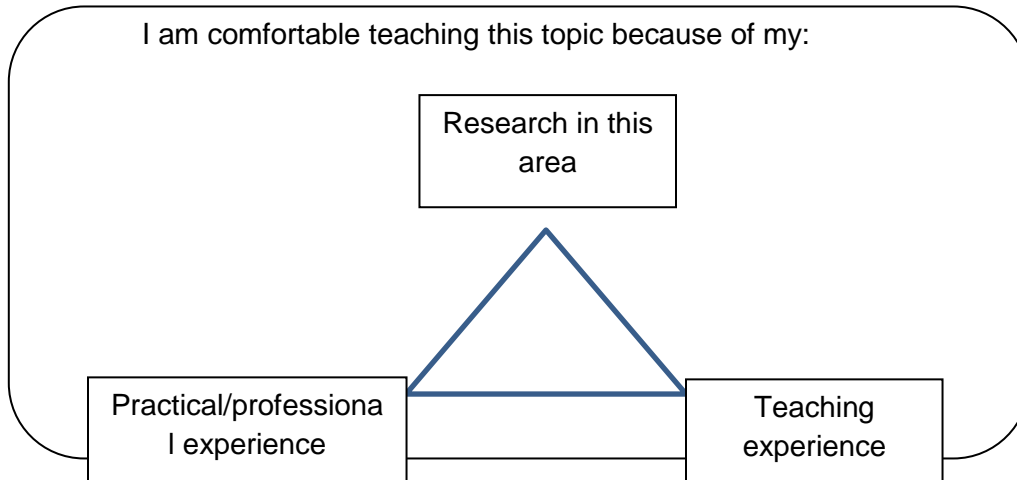 I am comfortable teaching this topic because of my:
Research in this
area
Practical/professiona
l experience
Teaching
experience